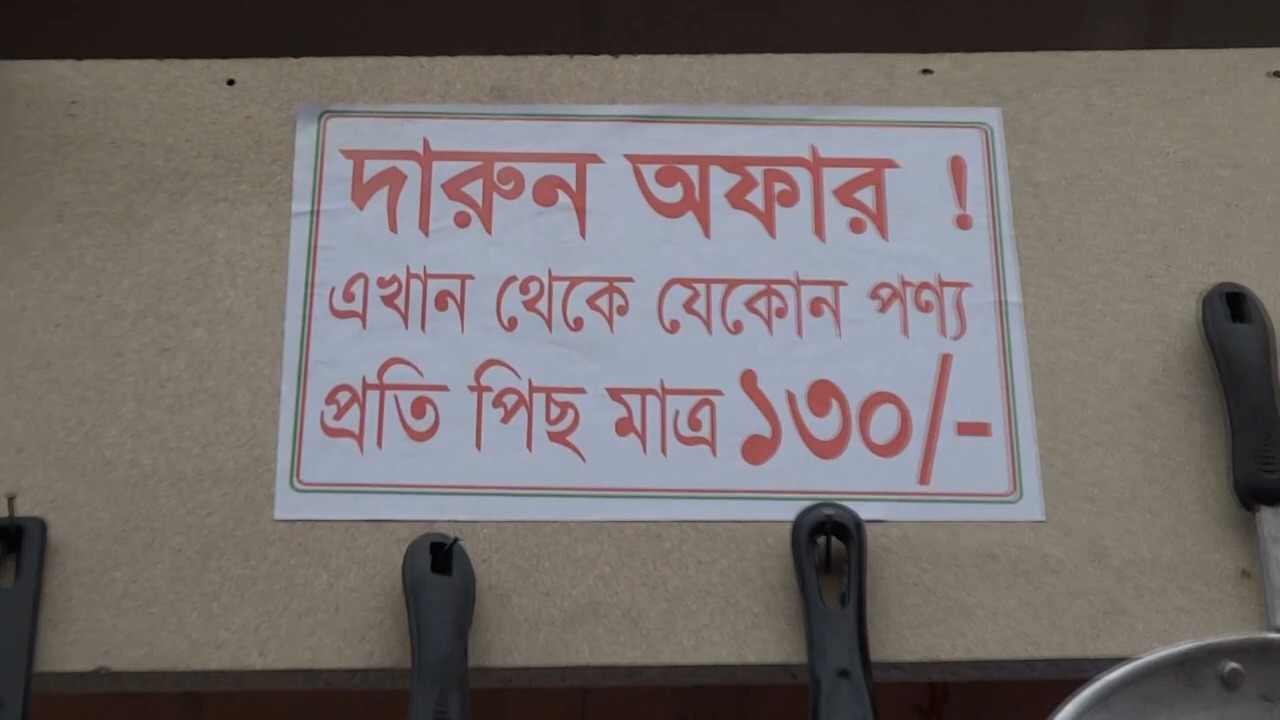 দারুন অফার !
এখান থেকে যেকোন পণ্য
প্রতি পিছ মাত্র ১৩০/-